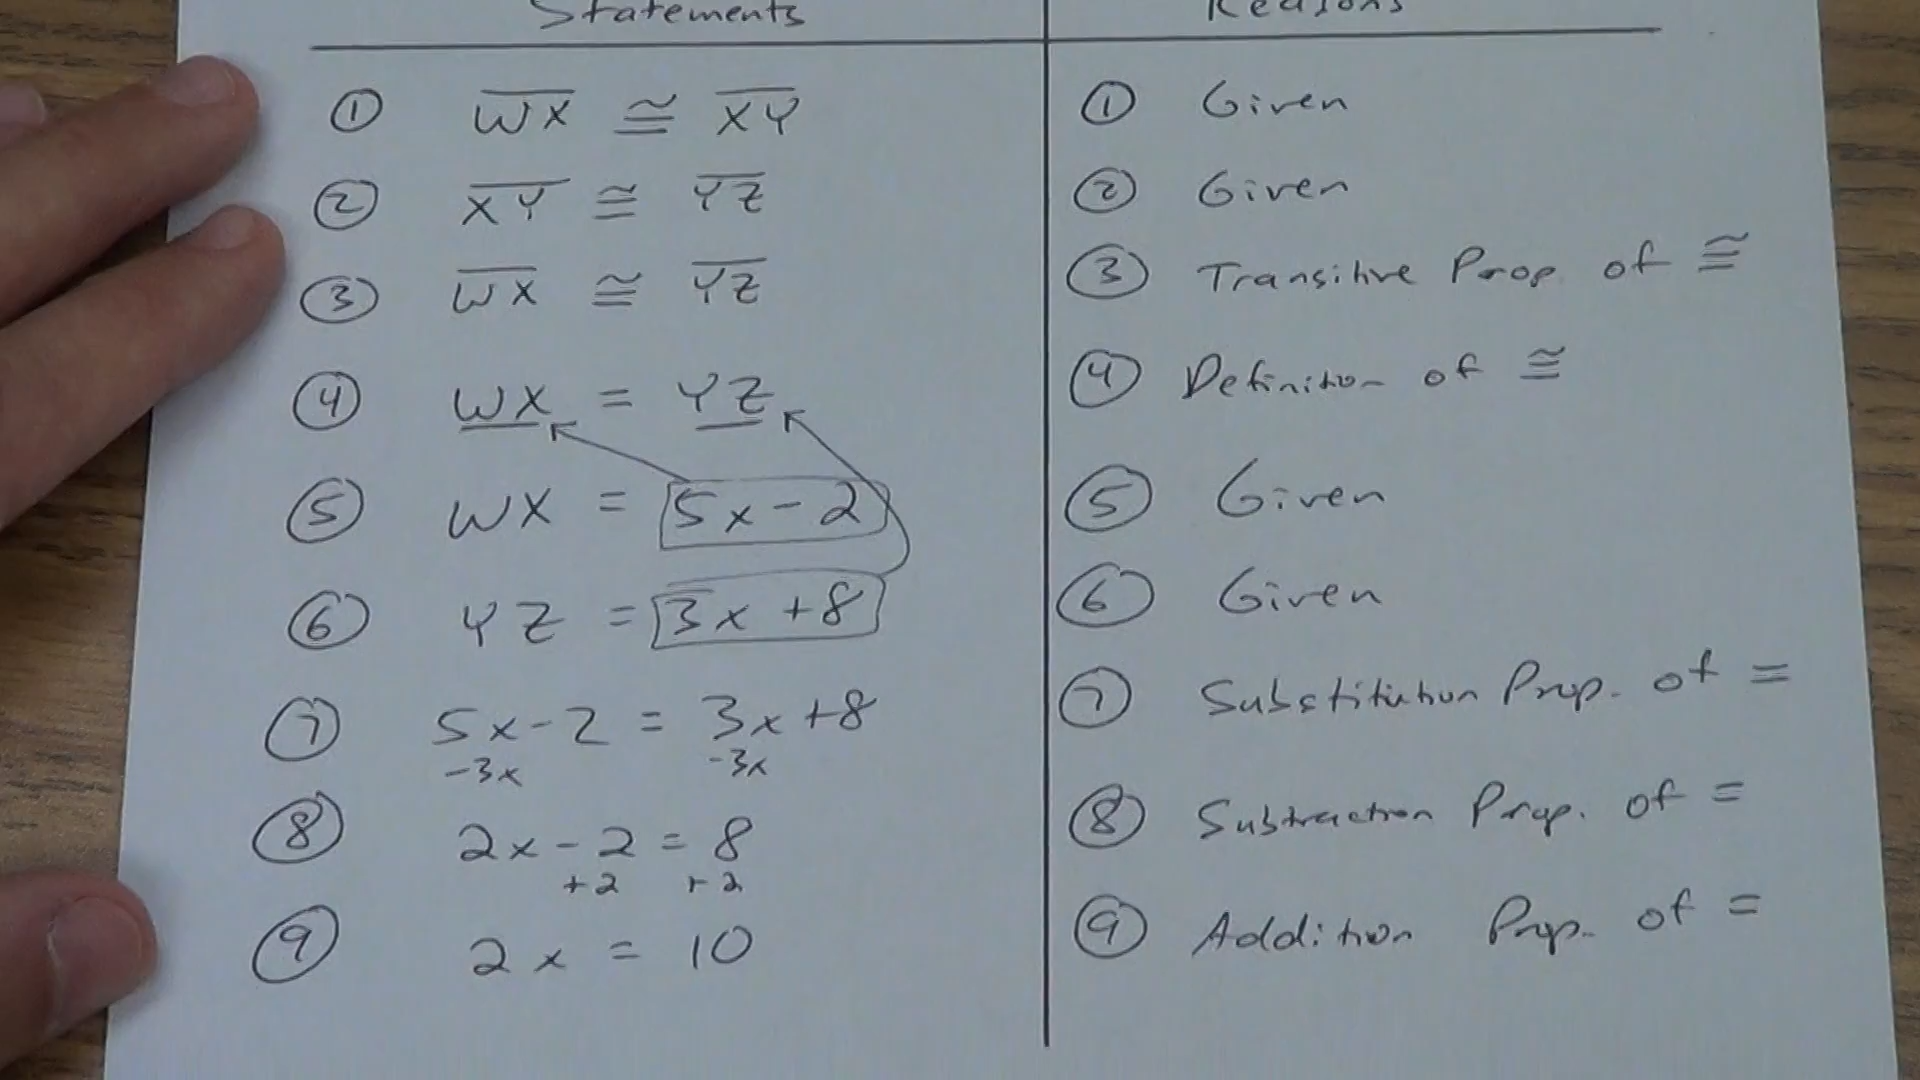 Statements Reasons
① W̅X̅ ≅ X̅Y̅ ① Given
② X̅Y̅ ≅ Y̅Z̅ ② Given
③ W̅X̅ ≅ Y̅Z̅ ③ Transitive Prop. of ≅
④ WX = YZ ④ Definition of ≅
⑤ WX = 5x-2 ⑤ Given
⑥ YZ = 3x+8 ⑥ Given
⑦ 5x-2 = 3x+8 ⑦ Substitution Prop. of =
-3x -3x
⑧ 2x-2 = 8 ⑧ Subtraction Prop. of =
+2 +2
⑨ 2x = 10 ⑨ Addition Prop. of =